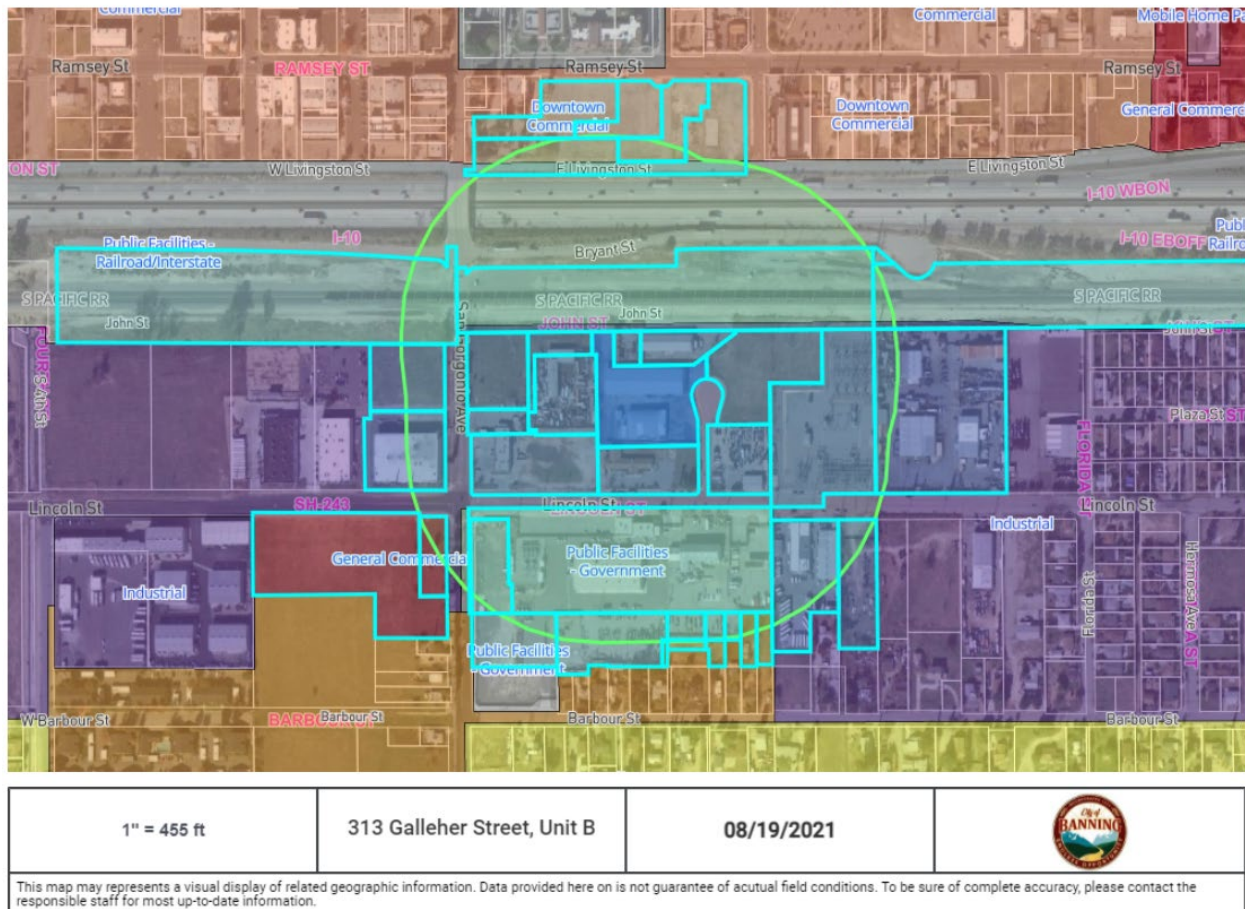 Commercial
Commercial
Mobile Home Pa
Ramsey St
RAMSEY ST
Ramsey St
Ramsey St
Downtown
Commercial
Downtown
Commercial
General Commerc
ON ST
W Livingston St
E Livingston St
E Livingston St
I-10 WBON
Public Facilities -
Railroad/Interstate
I-10
Bryant St
I-10 EBOFF
Publ
Railro
S PACIFIC RR
S PACIFIC RR
S PACIFIC RR
John St
JOHN ST
John St
San Gorgonio Ave
S 4th St
Plaza St
FLORIDA ST
Lincoln St
SH-243
Lincoln St
LINCOLN ST
Lincoln St
Industrial
General Commercia
Public Facilities
- Government
Industrial
Florida St
Hermosa Ave
A ST
Public Facilities -
- Government
W Barbour St
BARBOUR ST
Barbour St
Barbour St
Barbour St
1" = 455 ft
313 Galleher Street, Unit B
08/19/2021
City of
BANNING
This map may represents a visual display of related geographic information. Data provided here on is not guarantee of acutual field conditions. To be sure of complete accuracy, please contact the
responsible staff for most up-to-date information.